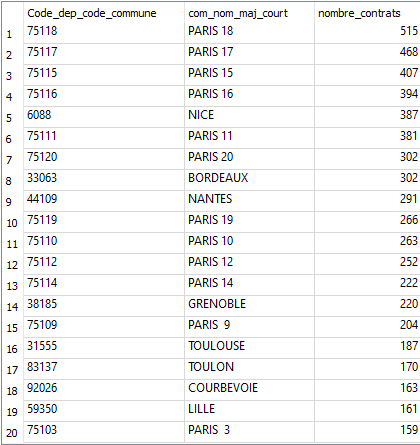 Code_dep_code_commune com_nom_maj_court nombre_contrats
1 75118 PARIS 18 515
2 75117 PARIS 17 468
3 75115 PARIS 15 407
4 75116 PARIS 16 394
5 6088 NICE 387
6 75111 PARIS 11 381
7 75120 PARIS 20 302
8 33063 BORDEAUX 302
9 44109 NANTES 291
10 75119 PARIS 19 266
11 75110 PARIS 10 263
12 75112 PARIS 12 252
13 75114 PARIS 14 222
14 38185 GRENOBLE 220
15 75109 PARIS  9 204
16 31555 TOULOUSE 187
17 83137 TOULON 170
18 92026 COURBEVOIE 163
19 59350 LILLE 161
20 75103 PARIS  3 159